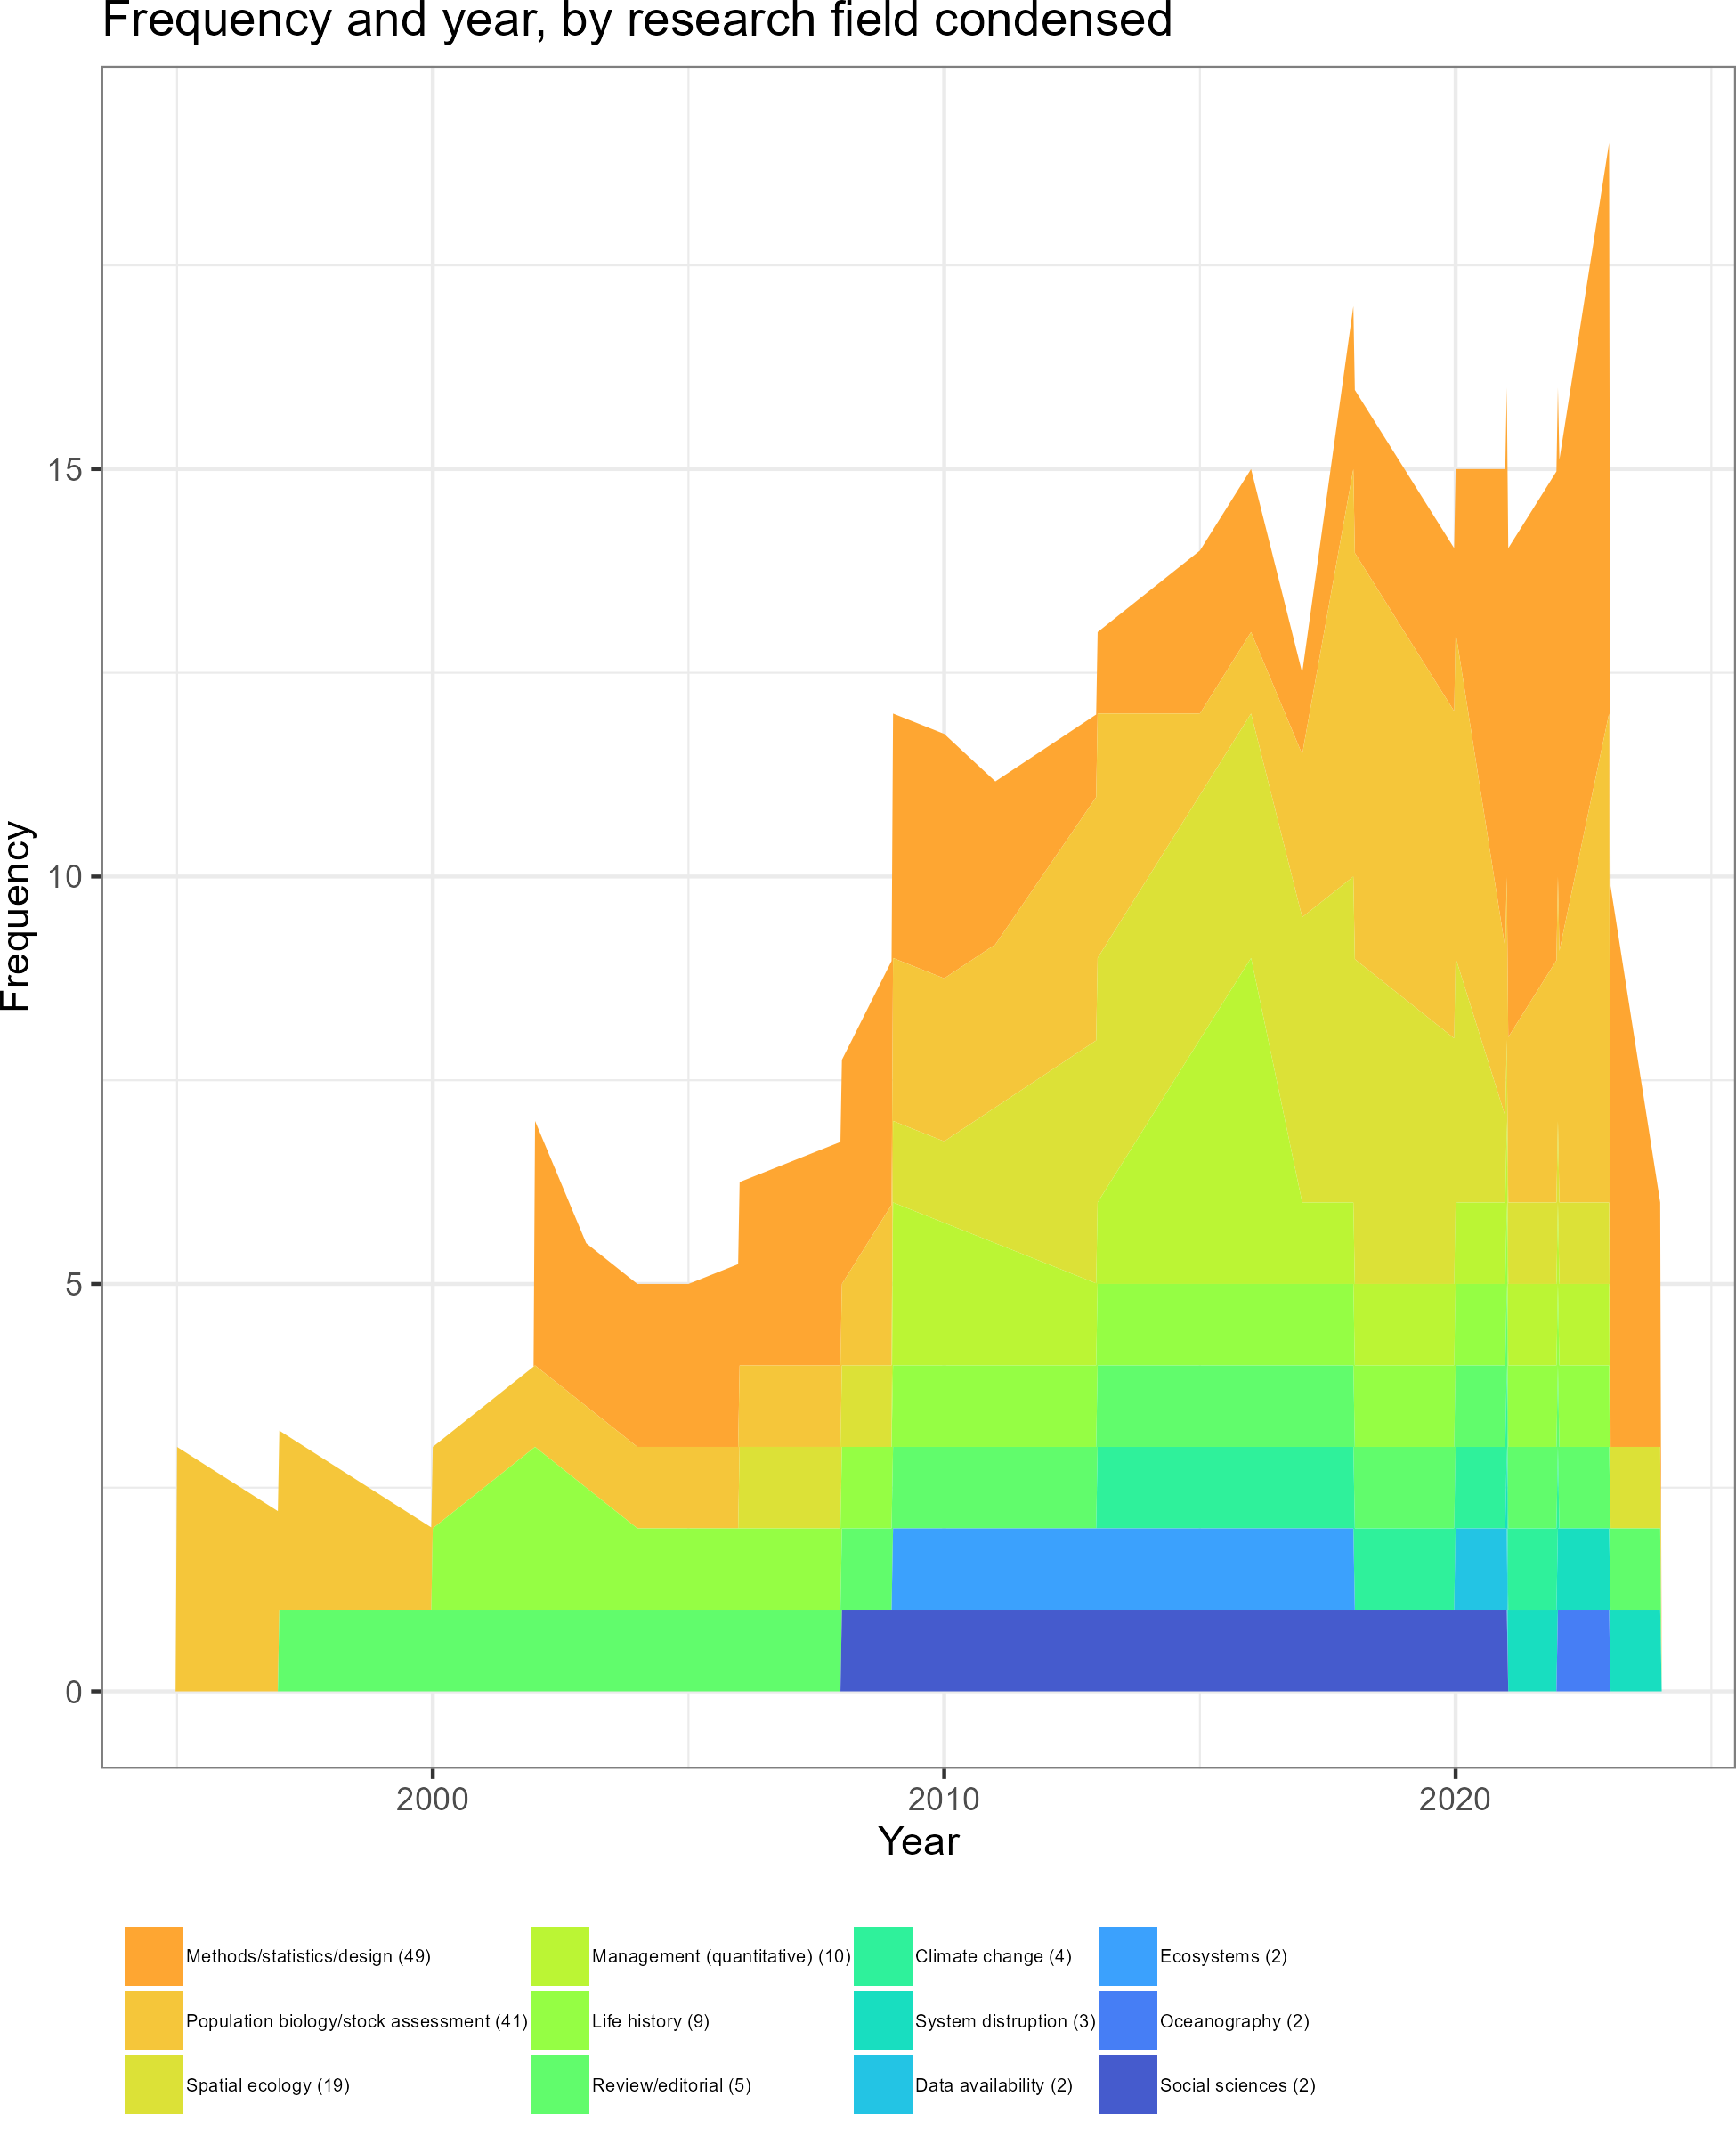 Frequency and year, by research field condensed
Frequency
15
10
5
0
2000 2010 2020
Year
Methods/statistics/design (49) Management (quantitative) (10) Climate change (4) Ecosystems (2)
Population biology/stock assessment (41) Life history (9) System distruption (3) Oceanography (2)
Spatial ecology (19) Review/editorial (5) Data availability (2) Social sciences (2)